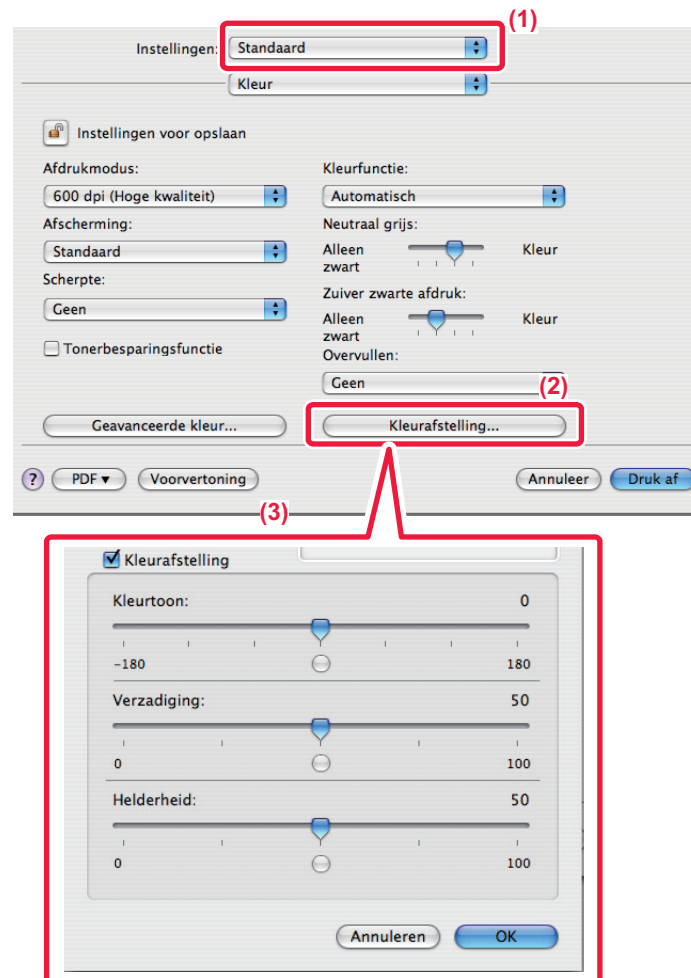 (1)
Instellingen: Standaard
Kleur
Instellingen voor opslaan
Afdrukmodus:
600 dpi (Hoge kwaliteit)
Afscherming:
Standaard
Scherpte:
Geen
Tonerbesparingsfunctie
Kleurfunctie:
Automatisch
Neutraal grijs:
Alleen zwart
Kleur
Zuiver zwarte afdruk:
Alleen zwart
Kleur
Overvullen:
Geen
(2)
Geavanceerde kleur...
Kleurafstelling...
? PDF▼ Voorvertoning Annuleer Druk af
(3)
Kleurafstelling
Kleurtoon: 0
-180 180
Verzadiging: 50
0 100
Helderheid: 50
0 100
Annuleren OK